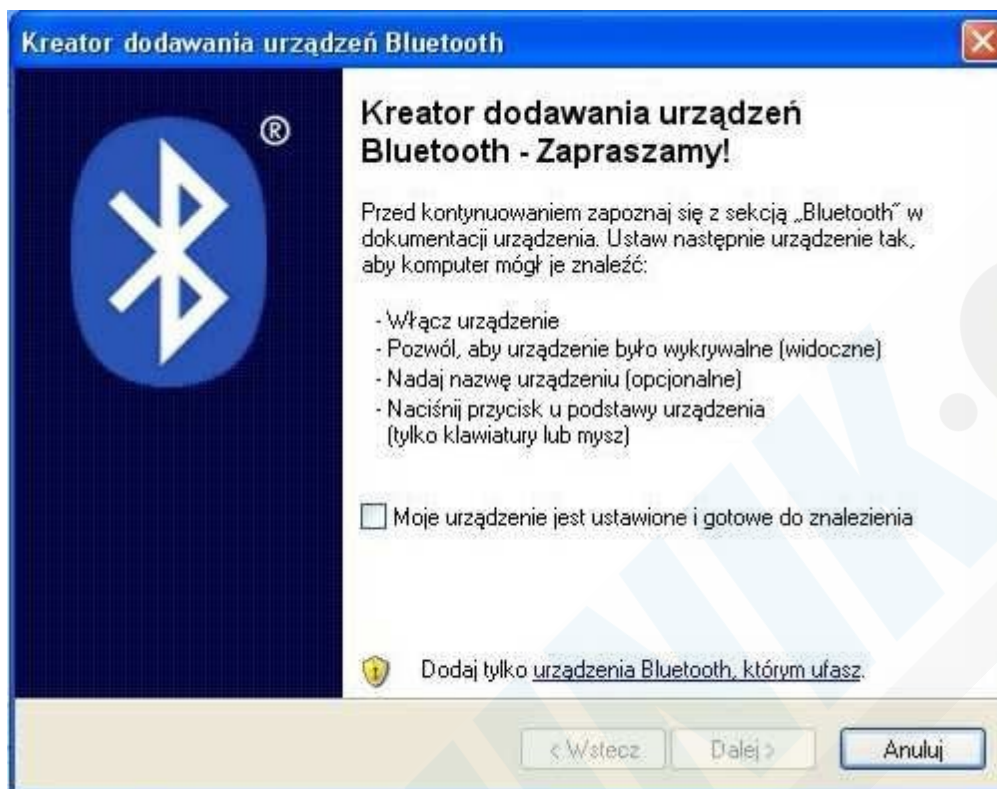 Kreator dodawania urządzeń Bluetooth
®
Kreator dodawania urządzeń
Bluetooth - Zapraszamy!
Przed kontynuowaniem zapoznaj się z sekcją „Bluetooth” w
dokumentacji urządzenia. Ustaw następnie urządzenie tak,
aby komputer mógł je znaleźć:
- Włącz urządzenie
- Pozwól, aby urządzenie było wykrywalne (widoczne)
- Nadaj nazwę urządzeniu (opcjonalne)
- Naciśnij przycisk u podstawy urządzenia
(tylko klawiatury lub mysz)
Moje urządzenie jest ustawione i gotowe do znalezienia
Dodaj tylko urządzenia Bluetooth, którym ufasz.
< Wstecz
Dalej >
Anuluj